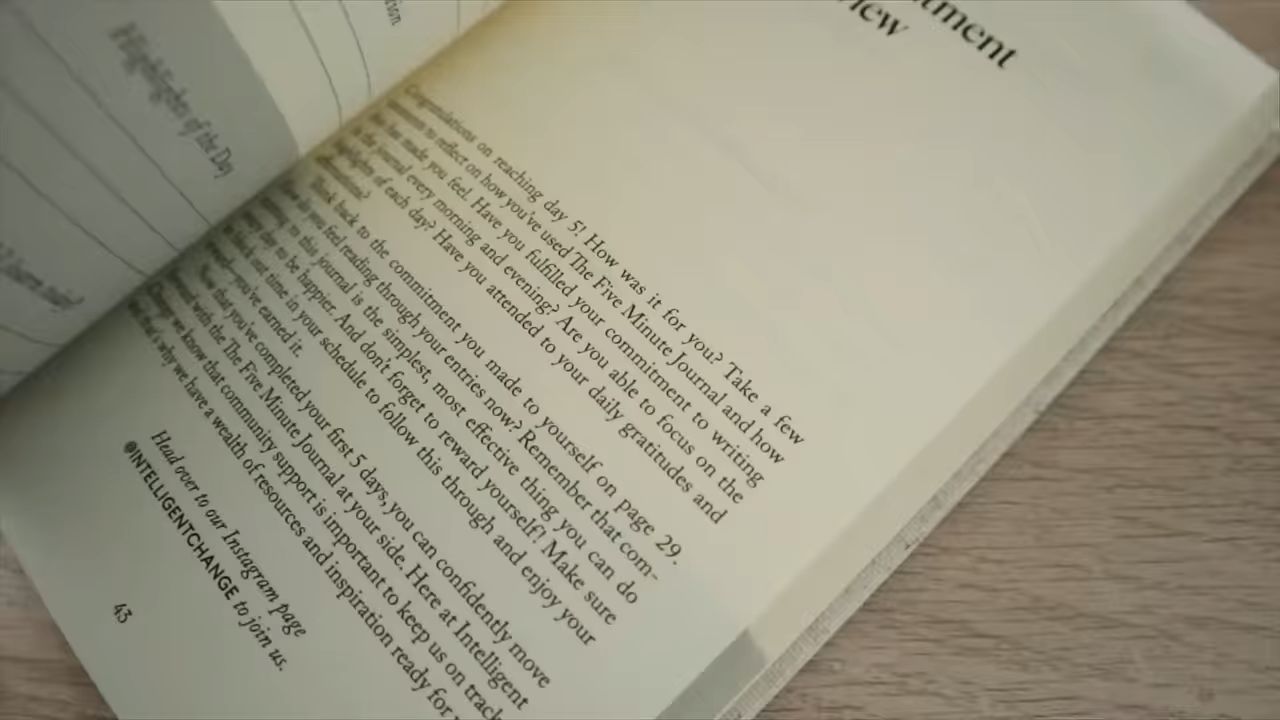 Highlights of the Day
tment
iew
Congratulations on reaching day 5! How was it for you? Take a few
moments to reflect on how you've used The Five Minute Journal and how
that has made you feel. Have you fulfilled your commitment to writing
in the journal every morning and evening? Are you able to focus on the
highlights of each day? Have you attended to your daily gratitudes and
affirmations?
Think back to the commitment you made to yourself on page 29.
How do you feel reading through your entries now? Remember that com-
mitting to this journal is the simplest, most effective thing you can do
to be happier. And don't forget to reward yourself! Make sure
to block out time in your schedule to follow this through and enjoy your
reward—you've earned it.
Now that you've completed your first 5 days, you can confidently move
forward with the The Five Minute Journal at your side. Here at Intelligent
Change we know that community support is important to keep us on track
that's why we have a wealth of resources and inspiration ready for
Head over to our Instagram page
@INTELLIGENTCHANGE to join us.
43